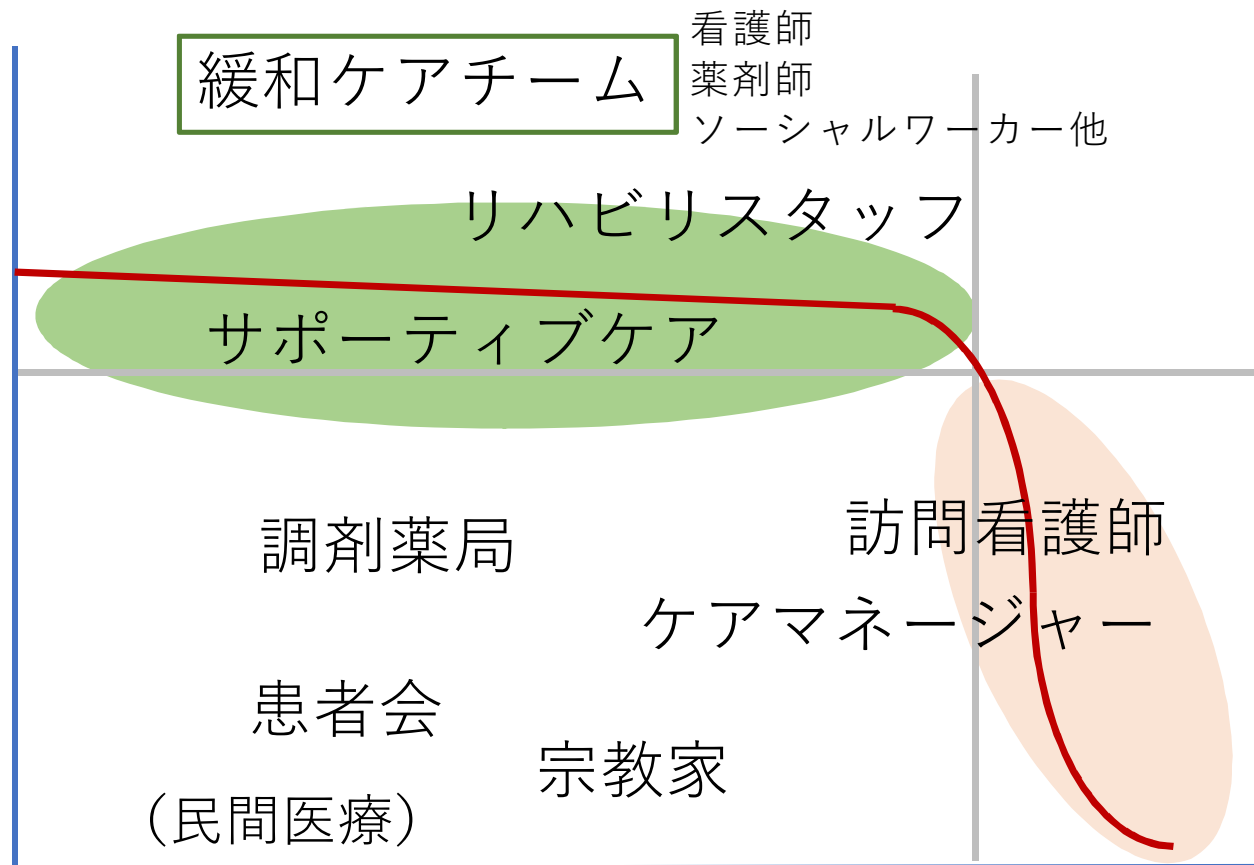 緩和ケアチーム
看護師
薬剤師
ソーシャルワーカー他
リハビリスタッフ
サポーティブケア
調剤薬局
訪問看護師
ケアマネージャー
患者会
宗教家
（民間医療）